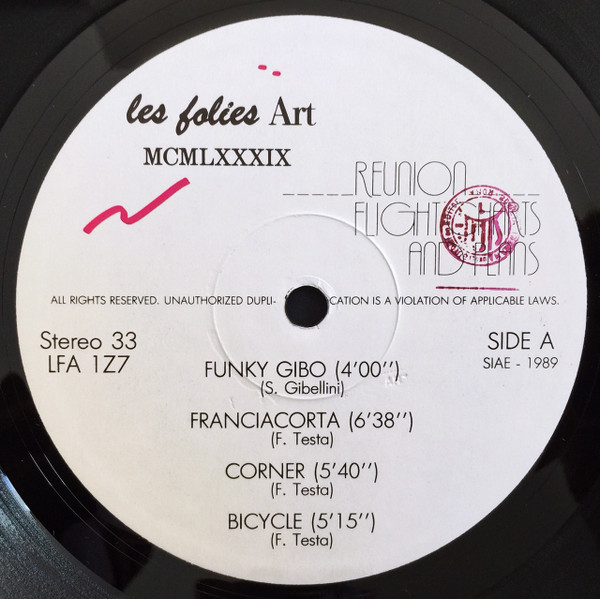 les folies Art
MCMLXXXIX
REUNION
FLIGHT CHARTS
AND PLANS
ALL RIGHTS RESERVED. UNAUTHORIZED DUPLI- CATION IS A VIOLATION OF APPLICABLE LAWS.
Stereo 33
LFA 1Z7
SIDE A
SIAE - 1989
FUNKY GIBO (4'00'')
(S. Gibellini)
FRANCIACORTA (6'38'')
(F. Testa)
CORNER (5'40'')
(F. Testa)
BICYCLE (5'15'')
(F. Testa)